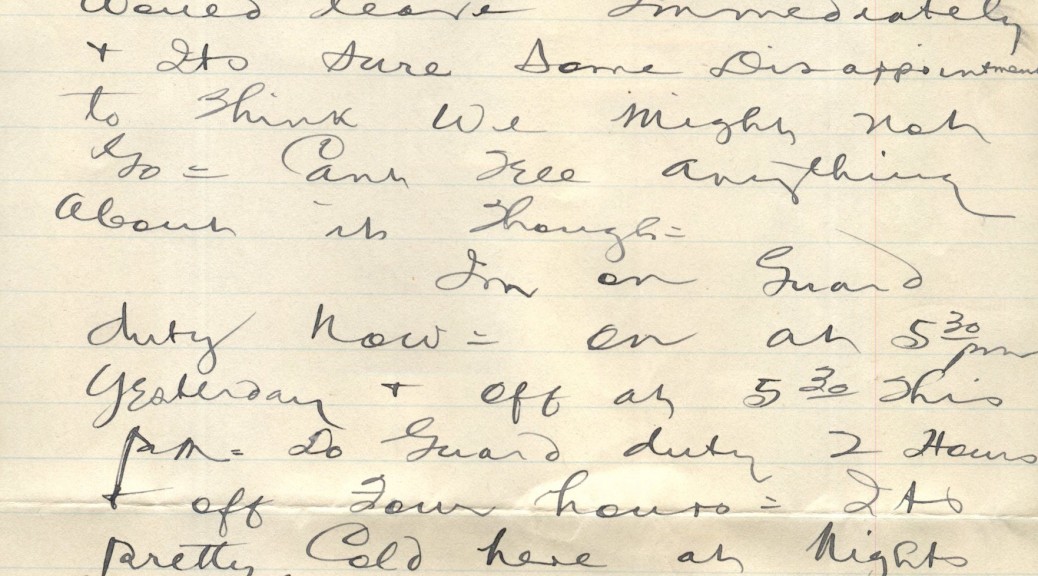 would leave Immediately
+ Its sure Some Disappointment
to think We might not
go = Cant Tell anything
About it though =
Im on Guard
duty Now = on at 5 30 pm
Yesterday + off at 5 30 this
pm = Do Guard duty 2 Hours
+ off Four hours = Its
pretty Cold here at Nights